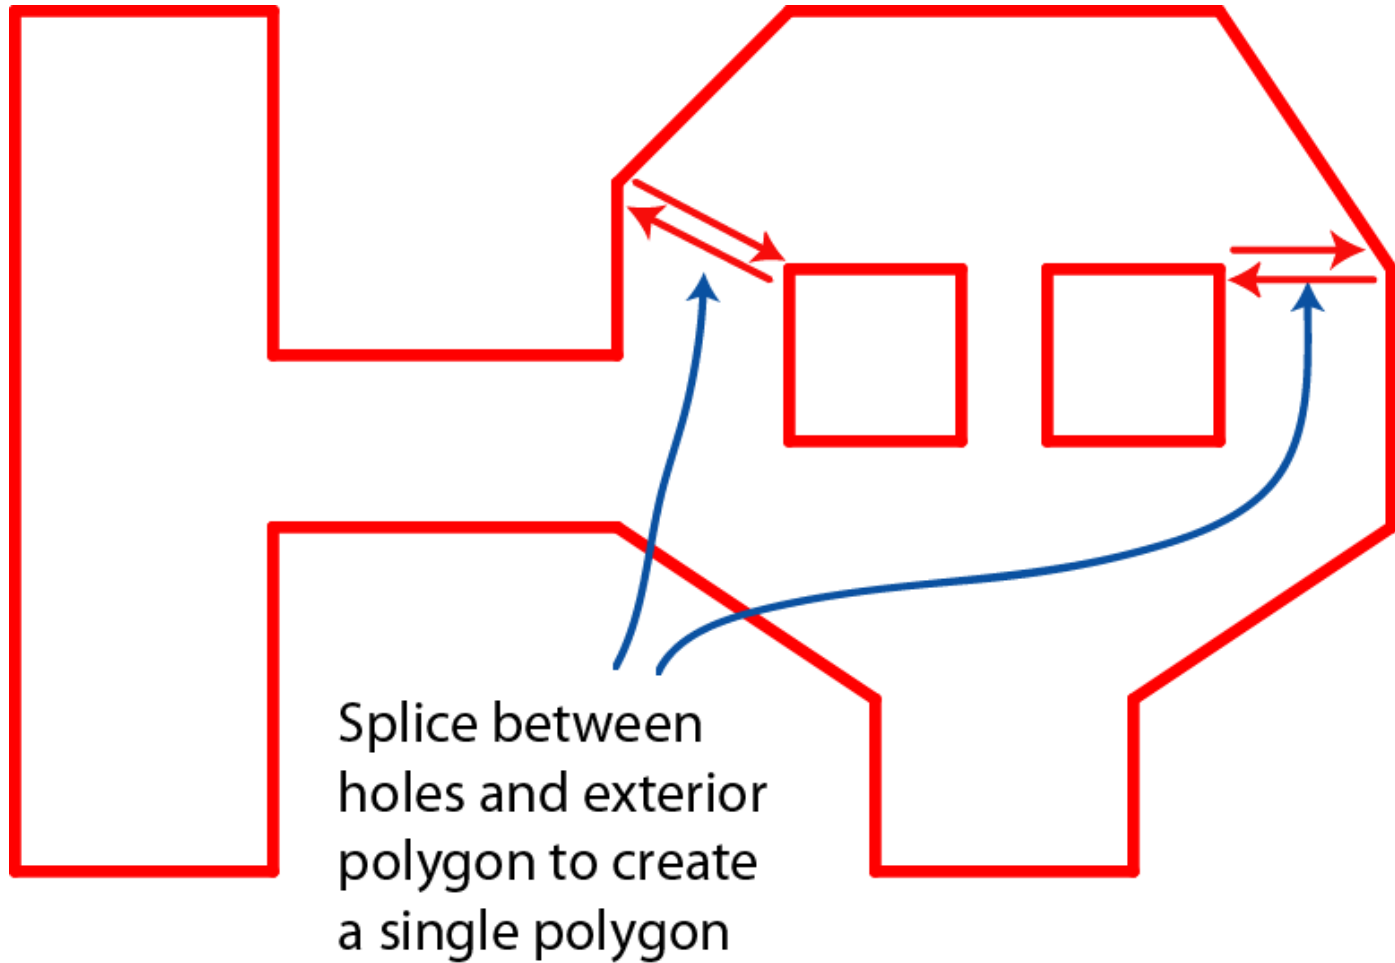 Splice between
holes and exterior
polygon to create
a single polygon